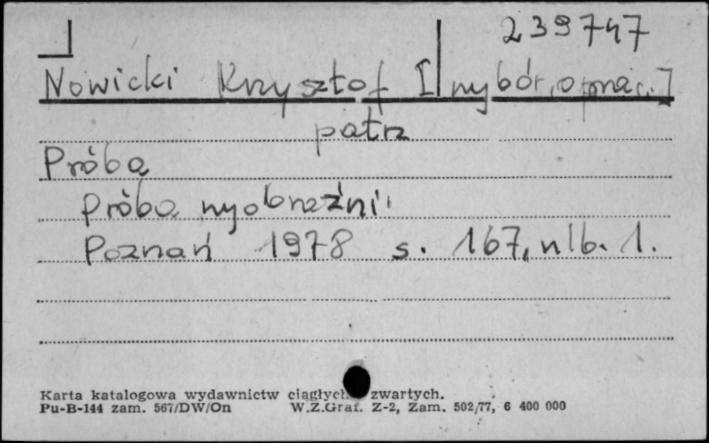 239747
Nowicki Krzysztof [wybór, oprac.]
patrz
Próba
Próba wyobraźni.
Poznań 1978 s. 167, nlb. 1.
Karta katalogowa wydawnictw ciągłych zwartych.
Pu-B-144 zam. 567/DW/On W.Z.Graf. Z-2, Zam. 502/77, 6 400 000